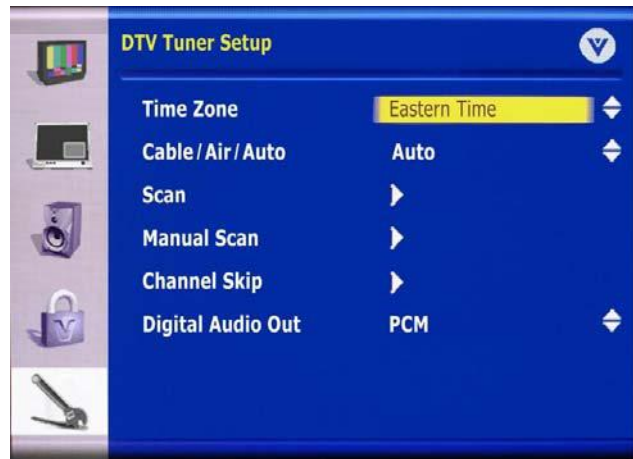 DTV Tuner Setup
V
Time Zone Eastern Time
Cable/Air/Auto Auto
Scan
Manual Scan
Channel Skip
Digital Audio Out PCM
V